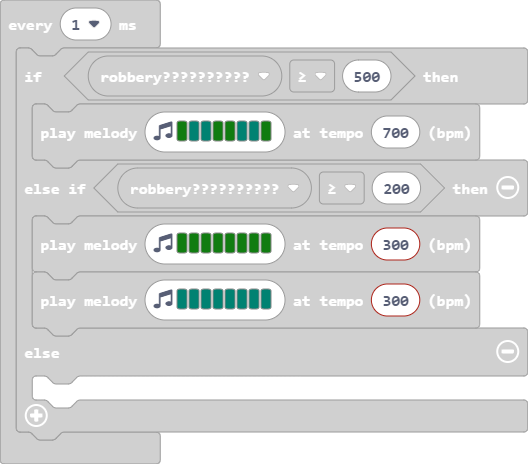 every 1 ms
if robbery?????????? ≥ 500 then
play melody at tempo 700 (bpm)
else if robbery?????????? ≥ 200 then
play melody at tempo 300 (bpm)
play melody at tempo 300 (bpm)
else